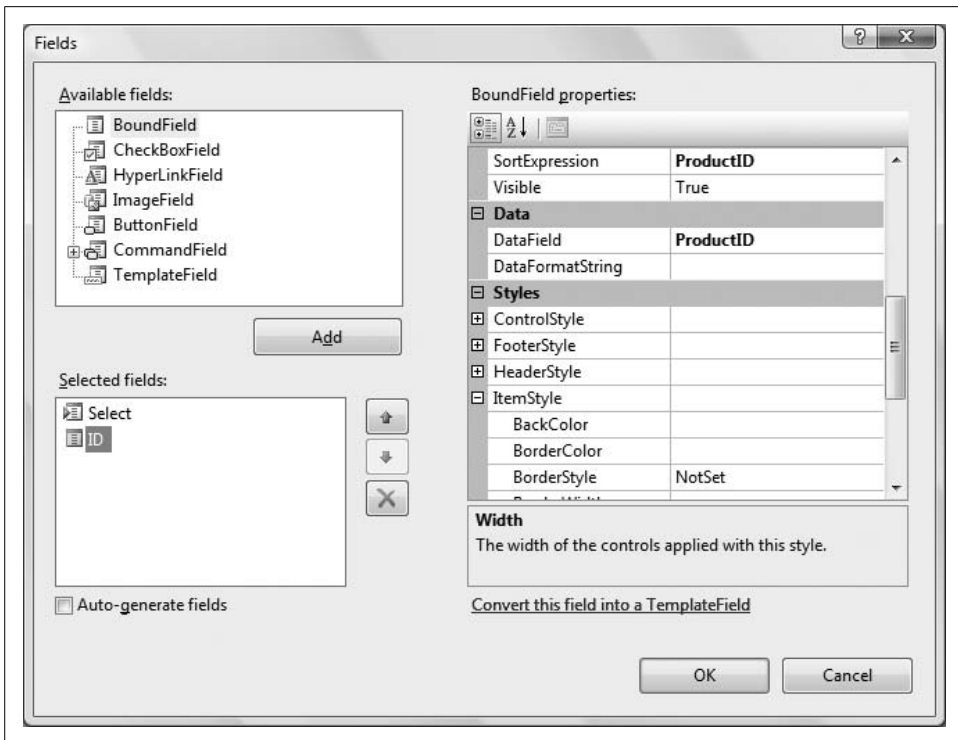 Fields
Available fields:
BoundField
CheckBoxField
HyperLinkField
ImageField
ButtonField
CommandField
TemplateField
Add
Selected fields:
Select
ID
Auto-generate fields
BoundField properties:
SortExpression ProductID
Visible True
Data
DataField ProductID
DataFormatString
Styles
ControlStyle
FooterStyle
HeaderStyle
ItemStyle
BackColor
BorderColor
BorderStyle NotSet
Width
The width of the controls applied with this style.
Convert this field into a TemplateField
OK Cancel